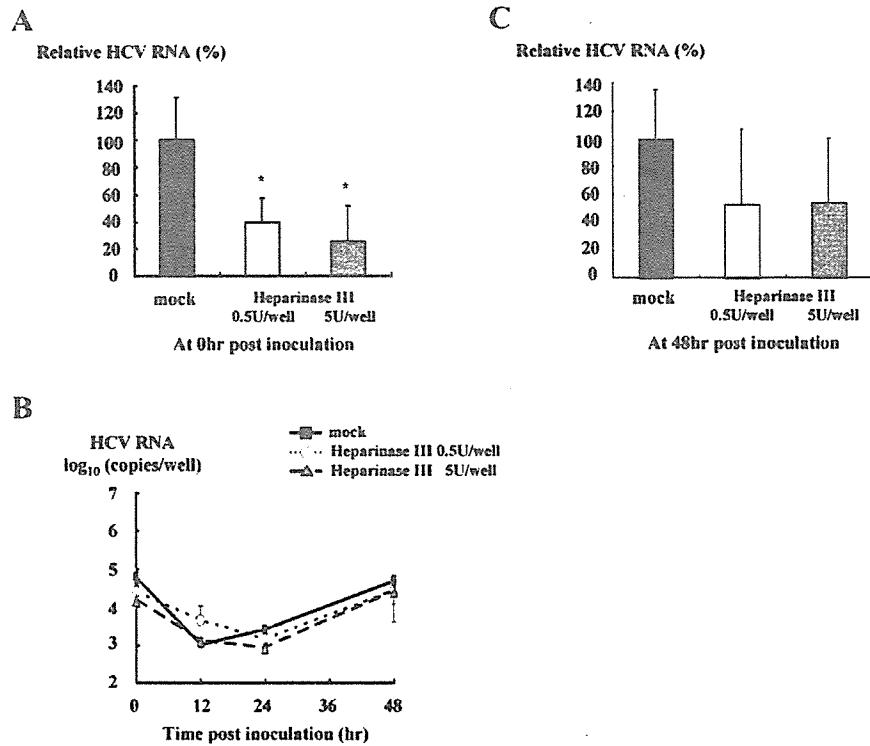 A
Relative HCV RNA (%)
140
120
100
80
60
40
20
0
*
*
mock
Heparinase III
0.5U/well 5U/well
At 0hr post inoculation
C
Relative HCV RNA (%)
140
120
100
80
60
40
20
0
mock
Heparinase III
0.5U/well 5U/well
At 48hr post inoculation
B
HCV RNA
log10 (copies/well)
mock
Heparinase III 0.5U/well
Heparinase III 5U/well
7
6
5
4
3
2
0 12 24 36 48
Time post inoculation (hr)